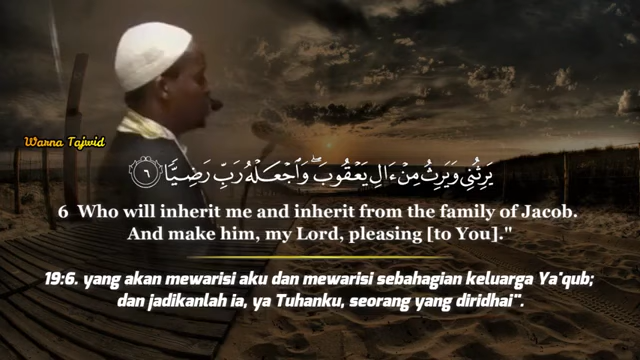 Warna Tajwid
يَرِثُنِي وَيَرِثُ مِنْ ءَالِ يَعْقُوبَ ۖ وَٱجْعَلْهُ رَبِّ رَضِيًّا ٦
6 Who will inherit me and inherit from the family of Jacob.
And make him, my Lord, pleasing [to You]."
19:6. yang akan mewarisi aku dan mewarisi sebahagian keluarga Ya'qub;
dan jadikanlah ia, ya Tuhanku, seorang yang diridhai".